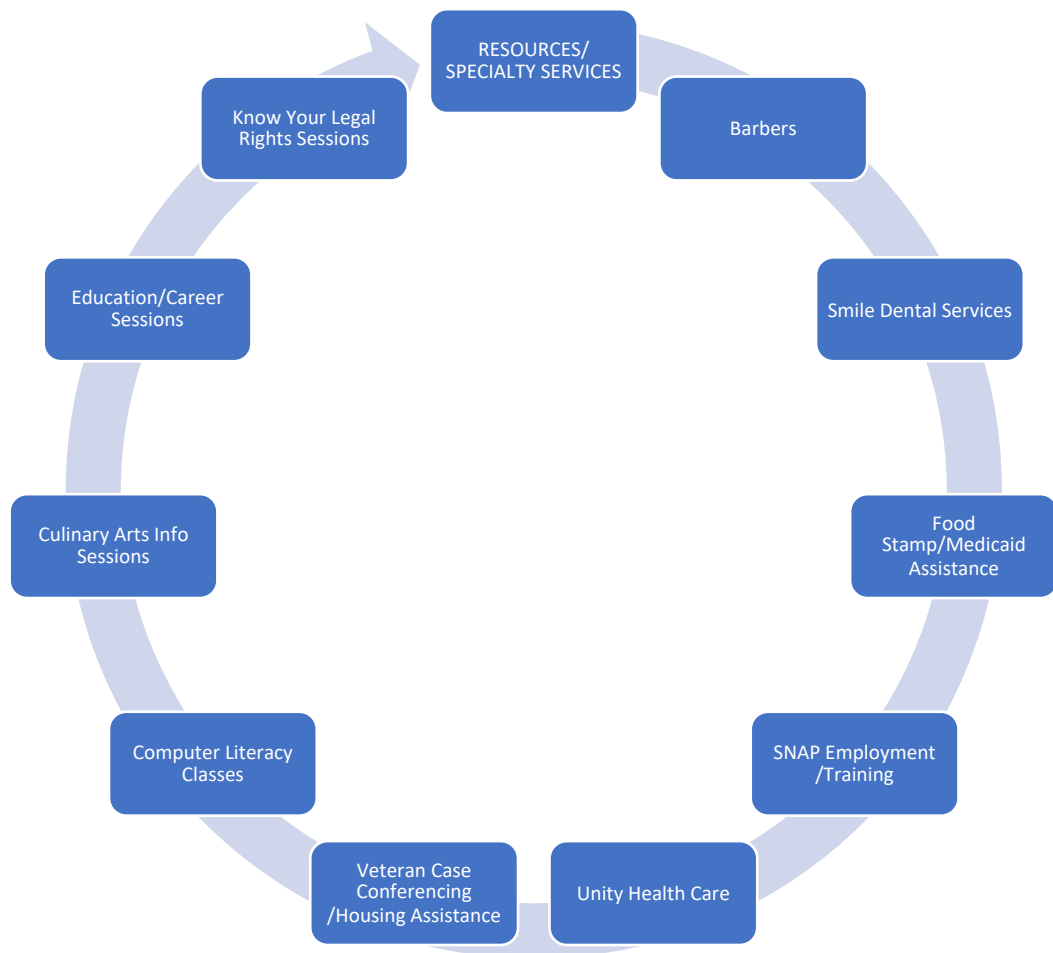 RESOURCES/
SPECIALTY SERVICES
Barbers
Smile Dental Services
Food
Stamp/Medicaid
Assistance
SNAP Employment
/Training
Unity Health Care
Veteran Case
Conferencing
/Housing Assistance
Computer Literacy
Classes
Culinary Arts Info
Sessions
Education/Career
Sessions
Know Your Legal
Rights Sessions